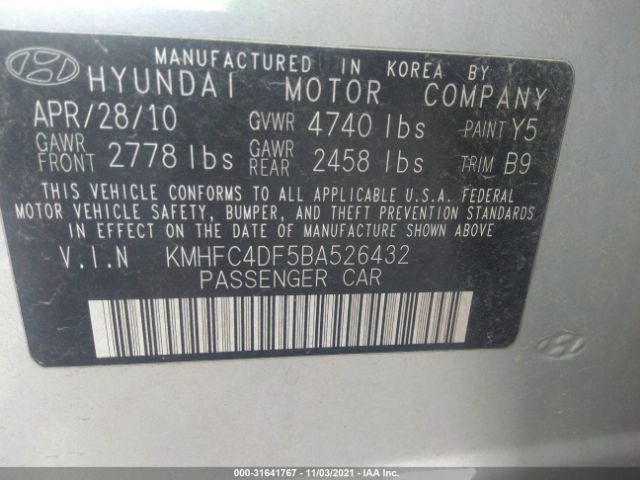 MANUFACTURED IN KOREA BY
HYUNDAI MOTOR COMPANY
APR/28/10 GVWR 4740 lbs PAINT Y5
GAWR FRONT 2778 lbs GAWR REAR 2458 lbs TRIM B9
THIS VEHICLE CONFORMS TO ALL APPLICABLE U.S.A. FEDERAL
MOTOR VEHICLE SAFETY, BUMPER, AND THEFT PREVENTION STANDARDS
IN EFFECT ON THE DATE OF MANUFACTURE SHOWN ABOVE
V.I.N KMHFC4DF5BA526432
PASSENGER CAR
000-31641767 - 11/03/2021 - IAA Inc.